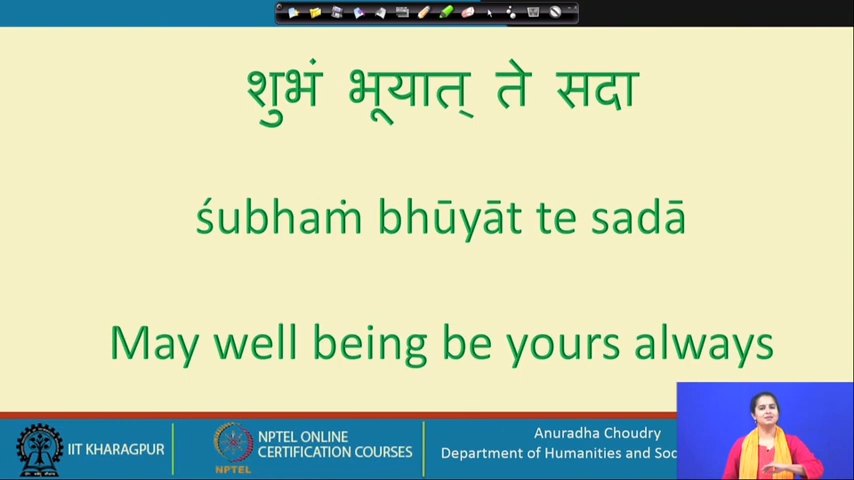 शुभं भूयात् ते सदा
śubhaṁ bhūyāt te sadā
May well being be yours always
IIT KHARAGPUR
NPTEL
NPTEL ONLINE
CERTIFICATION COURSES
Anuradha Choudry
Department of Humanities and